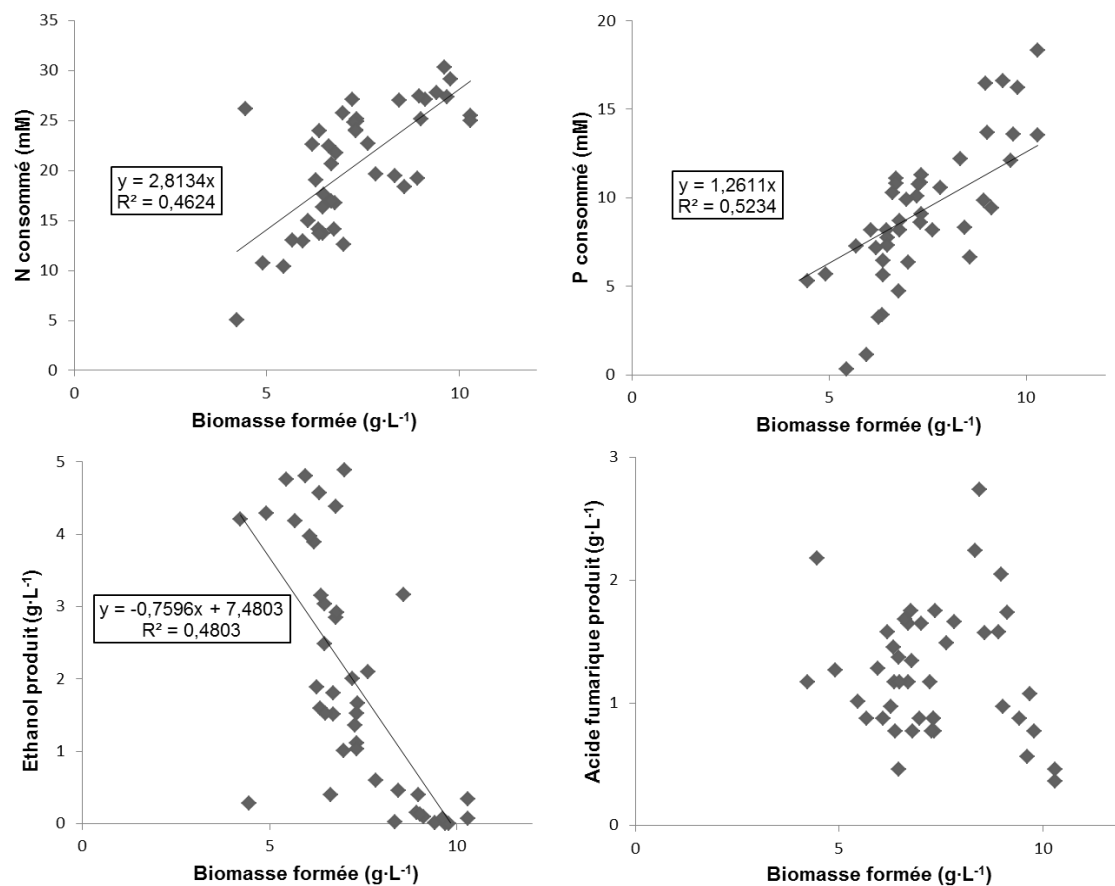 35
30
25
20
15
10
5
0
N consommé (mM)
y = 2,8134x
R² = 0,4624
0
5
10
Biomasse formée (g·L⁻¹)
20
15
10
5
0
P consommé (mM)
y = 1,2611x
R² = 0,5234
0
5
10
Biomasse formée (g·L⁻¹)
5
4
3
2
1
0
Ethanol produit (g·L⁻¹)
y = -0,7596x + 7,4803
R² = 0,4803
0
5
10
Biomasse formée (g·L⁻¹)
3
2
1
0
Acide fumarique produit (g·L⁻¹)
0
5
10
Biomasse formée (g·L⁻¹)